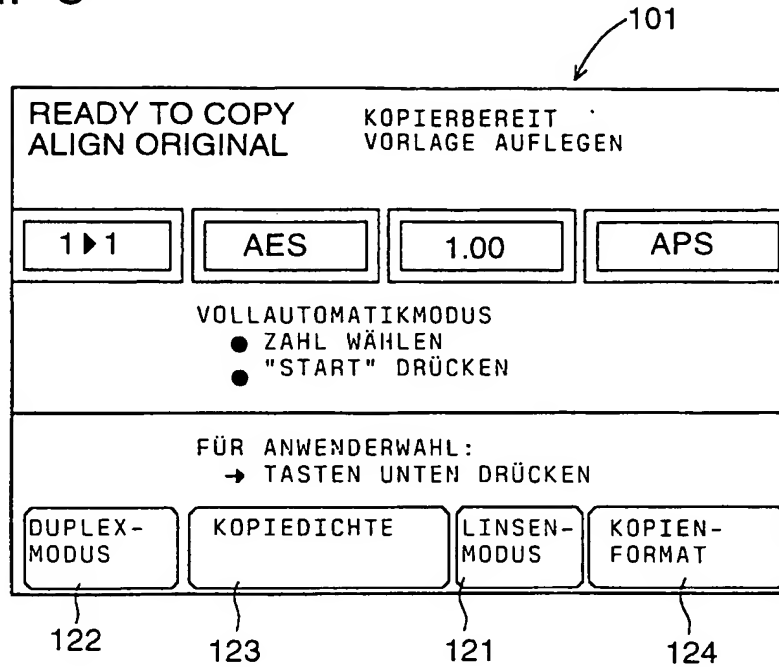 101
READY TO COPY
ALIGN ORIGINAL
KOPIERBEREIT
VORLAGE AUFLEGEN
1▶1
AES
1.00
APS
VOLLAUTOMATIKMODUS
● ZAHL WÄHLEN
● "START" DRÜCKEN
FÜR ANWENDERWAHL:
→ TASTEN UNTEN DRÜCKEN
DUPLEX-
MODUS
KOPIEDICHTE
LINSEN-
MODUS
KOPIEN-
FORMAT
122
123
121
124